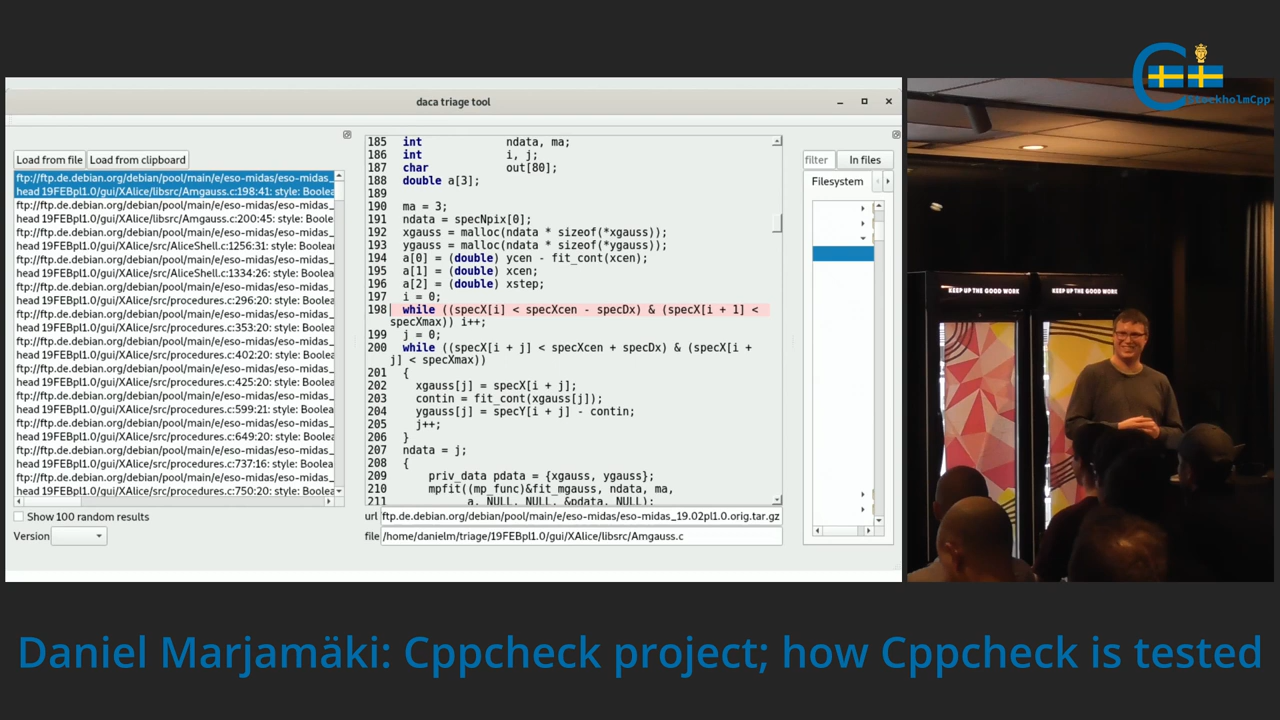 StockholmCpp
daca triage tool
Load from file
Load from clipboard
ftp://ftp.de.debian.org/debian/pool/main/e/eso-midas/eso-midas_
head 19FEBpl1.0/gui/XAlice/libsrc/Amgauss.c:198:41: style: Boolea
ftp://ftp.de.debian.org/debian/pool/main/e/eso-midas/eso-midas_
head 19FEBpl1.0/gui/XAlice/libsrc/Amgauss.c:200:45: style: Boole
ftp://ftp.de.debian.org/debian/pool/main/e/eso-midas/eso-midas_
head 19FEBpl1.0/gui/XAlice/src/AliceShell.c:1256:31: style: Boolean
ftp://ftp.de.debian.org/debian/pool/main/e/eso-midas/eso-midas_
head 19FEBpl1.0/gui/XAlice/src/AliceShell.c:1334:26: style: Boolean
ftp://ftp.de.debian.org/debian/pool/main/e/eso-midas/eso-midas_
head 19FEBpl1.0/gui/XAlice/src/procedures.c:296:20: style: Boolea
ftp://ftp.de.debian.org/debian/pool/main/e/eso-midas/eso-midas_
head 19FEBpl1.0/gui/XAlice/src/procedures.c:353:20: style: Boolea
ftp://ftp.de.debian.org/debian/pool/main/e/eso-midas/eso-midas_
head 19FEBpl1.0/gui/XAlice/src/procedures.c:402:20: style: Boolea
ftp://ftp.de.debian.org/debian/pool/main/e/eso-midas/eso-midas_
head 19FEBpl1.0/gui/XAlice/src/procedures.c:425:20: style: Boolea
ftp://ftp.de.debian.org/debian/pool/main/e/eso-midas/eso-midas_
head 19FEBpl1.0/gui/XAlice/src/procedures.c:599:21: style: Boolea
ftp://ftp.de.debian.org/debian/pool/main/e/eso-midas/eso-midas_
head 19FEBpl1.0/gui/XAlice/src/procedures.c:649:20: style: Boolea
ftp://ftp.de.debian.org/debian/pool/main/e/eso-midas/eso-midas_
head 19FEBpl1.0/gui/XAlice/src/procedures.c:737:16: style: Boolea
ftp://ftp.de.debian.org/debian/pool/main/e/eso-midas/eso-midas_
head 19FEBpl1.0/gui/XAlice/src/procedures.c:750:20: style: Boolea
Show 100 random results
Version
185 int ndata, ma;
186 int i, j;
187 char out[80];
188 double a[3];
189
190 ma = 3;
191 ndata = specNpix[0];
192 xgauss = malloc(ndata * sizeof(*xgauss));
193 ygauss = malloc(ndata * sizeof(*ygauss));
194 a[0] = (double) ycen - fit_cont(xcen);
195 a[1] = (double) xcen;
196 a[2] = (double) xstep;
197 i = 0;
198 while ((specX[i] < specXcen - specDx) & (specX[i + 1] <
specXmax)) i++;
199 j = 0;
200 while ((specX[i + j] < specXcen + specDx) & (specX[i +
j] < specXmax))
201 {
202 xgauss[j] = specX[i + j];
203 contin = fit_cont(xgauss[j]);
204 ygauss[j] = specY[i + j] - contin;
205 j++;
206 }
207 ndata = j;
208 {
209 priv_data pdata = {xgauss, ygauss};
210 mpfit((mp_func)&fit_mgauss, ndata, ma,
211 a, NULL, NULL, &pdata, NULL);
url ftp.de.debian.org/debian/pool/main/e/eso-midas/eso-midas_19.02pl1.0.orig.tar.gz
file /home/danielm/triage/19FEBpl1.0/gui/XAlice/libsrc/Amgauss.c
filter
In files
Filesystem
KEEP UP THE GOOD WORK
KEEP UP THE GOOD WORK
Daniel Marjamäki: Cppcheck project; how Cppcheck is tested